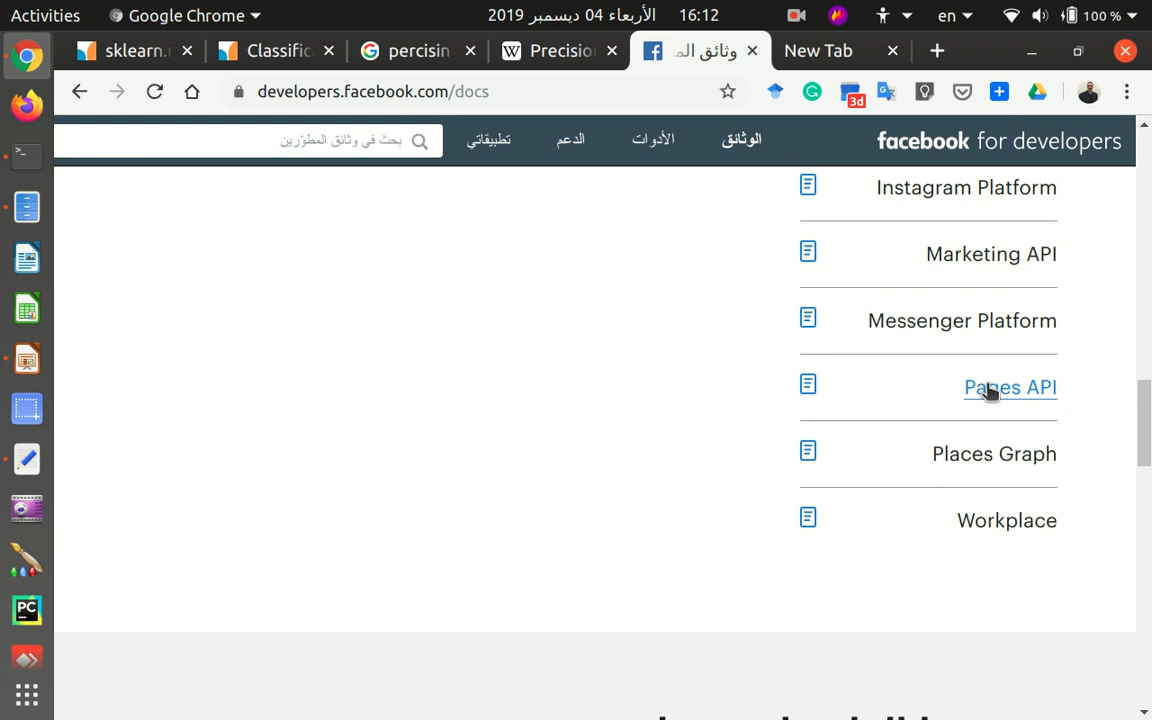 Activities Google Chrome الأربعاء 04 ديسمبر 2019 16:12 en 100 %
sklearn. Classific percisin Precision وثائق الم New Tab
developers.facebook.com/docs 3d
facebook for developers الوثائق الأدوات الدعم تطبيقاتي بحث في وثائق المطوّرين
Instagram Platform
Marketing API
Messenger Platform
Pages API
Places Graph
Workplace
PC